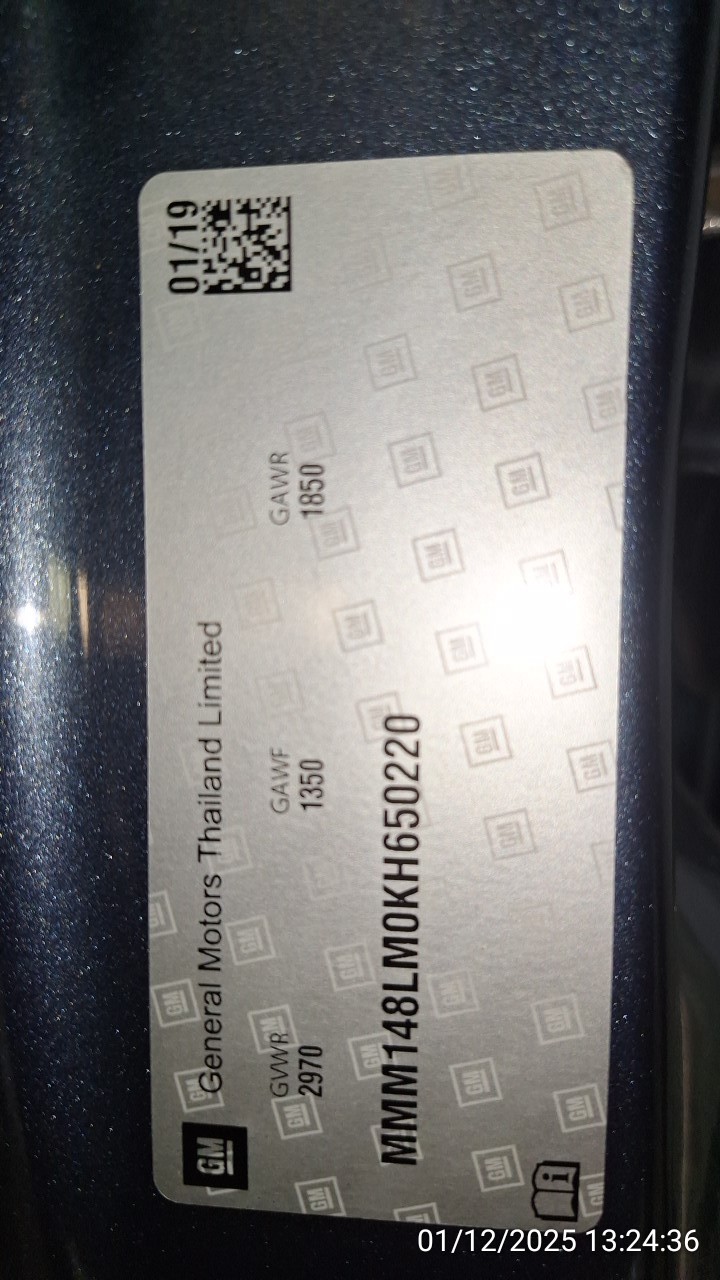 GM
General Motors Thailand Limited
01/19
GVWR GAWF GAWR
2970 1350 1850
MMM148LM0KH650220
01/12/2025 13:24:36